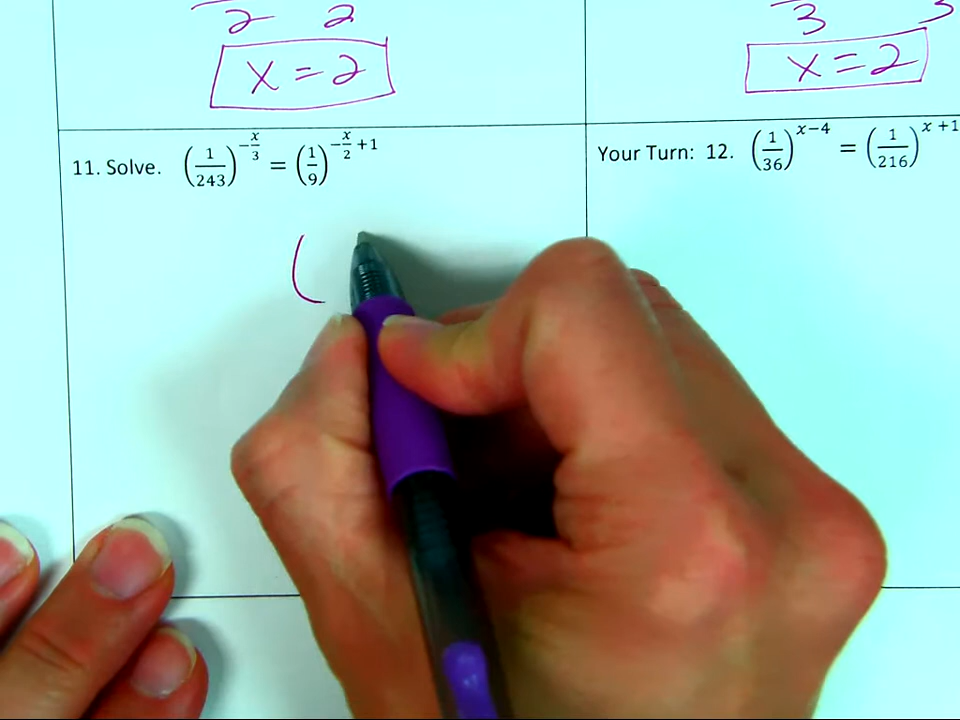 2 2
3 3
x = 2
x = 2
11. Solve. (1/243)^(-x/3) = (1/9)^(-x/2 + 1)
Your Turn: 12. (1/36)^(x-4) = (1/216)^(x+1)
(